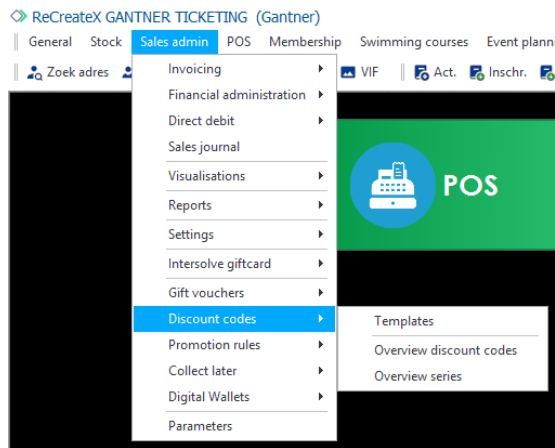 ReCreateX GANTNER TICKETING (Gantner)
General Stock Sales admin POS Membership Swimming courses Event
Zoek adres VIF Act. Inschr.
Invoicing
Financial administration
Direct debit
Sales journal
Visualisations
Reports
Settings
Intersolve giftcard
Gift vouchers
Discount codes
Promotion rules
Collect later
Digital Wallets
Parameters
POS
Templates
Overview discount codes
Overview series